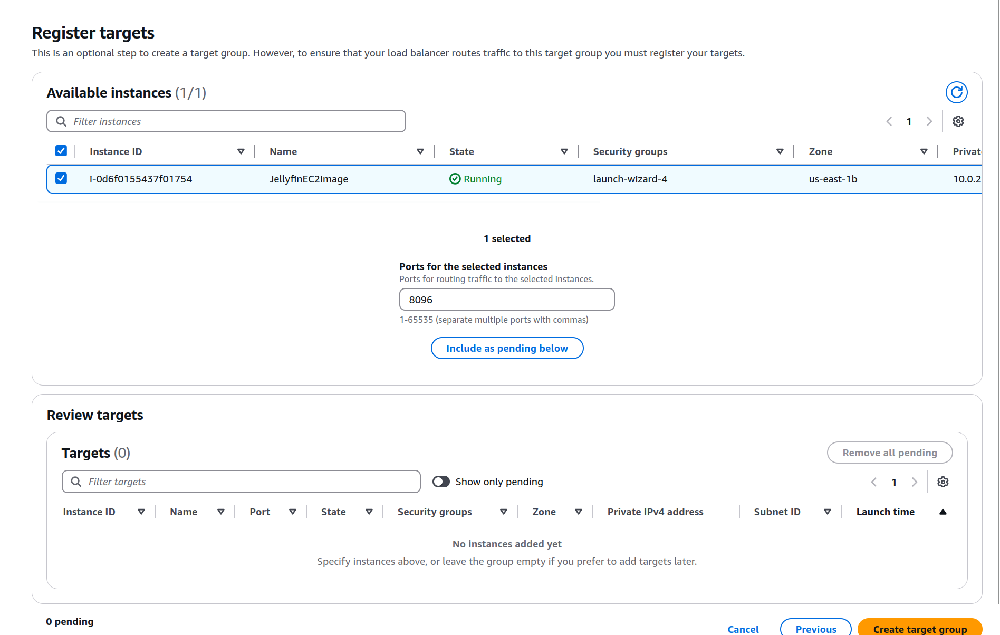 Register targets
This is an optional step to create a target group. However, to ensure that your load balancer routes traffic to this target group you must register your targets.
Available instances (1/1)
Filter instances
1
Instance ID Name State Security groups Zone Privat
i-0d6f0155437f01754 JellyfinEC2Image Running launch-wizard-4 us-east-1b 10.0.2
1 selected
Ports for the selected instances
Ports for routing traffic to the selected instances.
8096
1-65535 (separate multiple ports with commas)
Include as pending below
Review targets
Targets (0)
Remove all pending
Filter targets
Show only pending
1
Instance ID Name Port State Security groups Zone Private IPv4 address Subnet ID Launch time
No instances added yet
Specify instances above, or leave the group empty if you prefer to add targets later.
0 pending
Cancel
Previous
Create target group